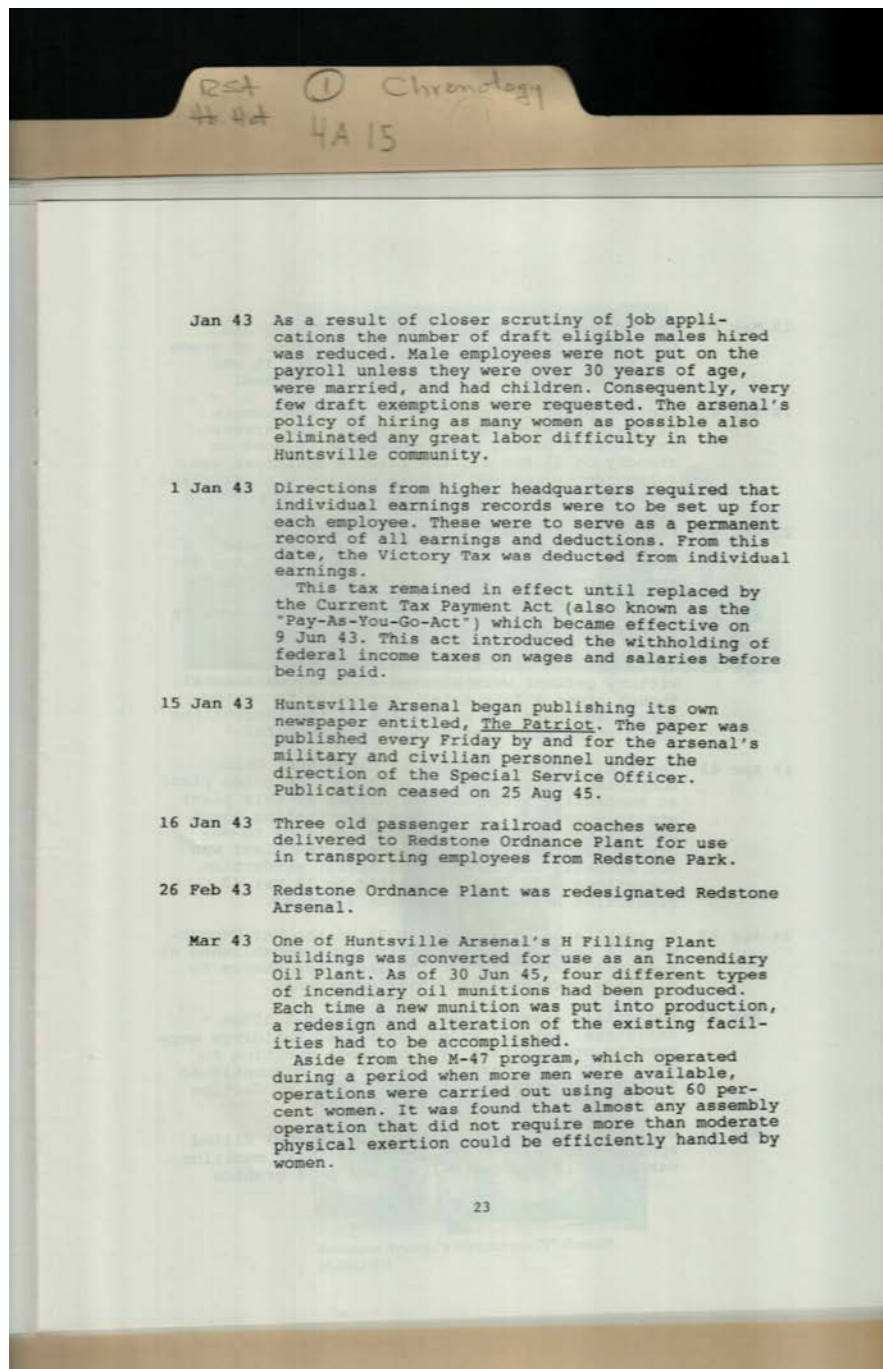 RSA ① Chronology
4A 15
Jan 43 As a result of closer scrutiny of job appli-
cations the number of draft eligible males hired
was reduced. Male employees were not put on the
payroll unless they were over 30 years of age,
were married, and had children. Consequently, very
few draft exemptions were requested. The arsenal's
policy of hiring as many women as possible also
eliminated any great labor difficulty in the
Huntsville community.
1 Jan 43 Directions from higher headquarters required that
individual earnings records were to be set up for
each employee. These were to serve as a permanent
record of all earnings and deductions. From this
date, the Victory Tax was deducted from individual
earnings.
This tax remained in effect until replaced by
the Current Tax Payment Act (also known as the
"Pay-As-You-Go-Act") which became effective on
9 Jun 43. This act introduced the withholding of
federal income taxes on wages and salaries before
being paid.
15 Jan 43 Huntsville Arsenal began publishing its own
newspaper entitled, The Patriot. The paper was
published every Friday by and for the arsenal's
military and civilian personnel under the
direction of the Special Service Officer.
Publication ceased on 25 Aug 45.
16 Jan 43 Three old passenger railroad coaches were
delivered to Redstone Ordnance Plant for use
in transporting employees from Redstone Park.
26 Feb 43 Redstone Ordnance Plant was redesignated Redstone
Arsenal.
Mar 43 One of Huntsville Arsenal's H Filling Plant
buildings was converted for use as an Incendiary
Oil Plant. As of 30 Jun 45, four different types
of incendiary oil munitions had been produced.
Each time a new munition was put into production,
a redesign and alteration of the existing facil-
ities had to be accomplished.
Aside from the M-47 program, which operated
during a period when more men were available,
operations were carried out using about 60 per-
cent women. It was found that almost any assembly
operation that did not require more than moderate
physical exertion could be efficiently handled by
women.
23